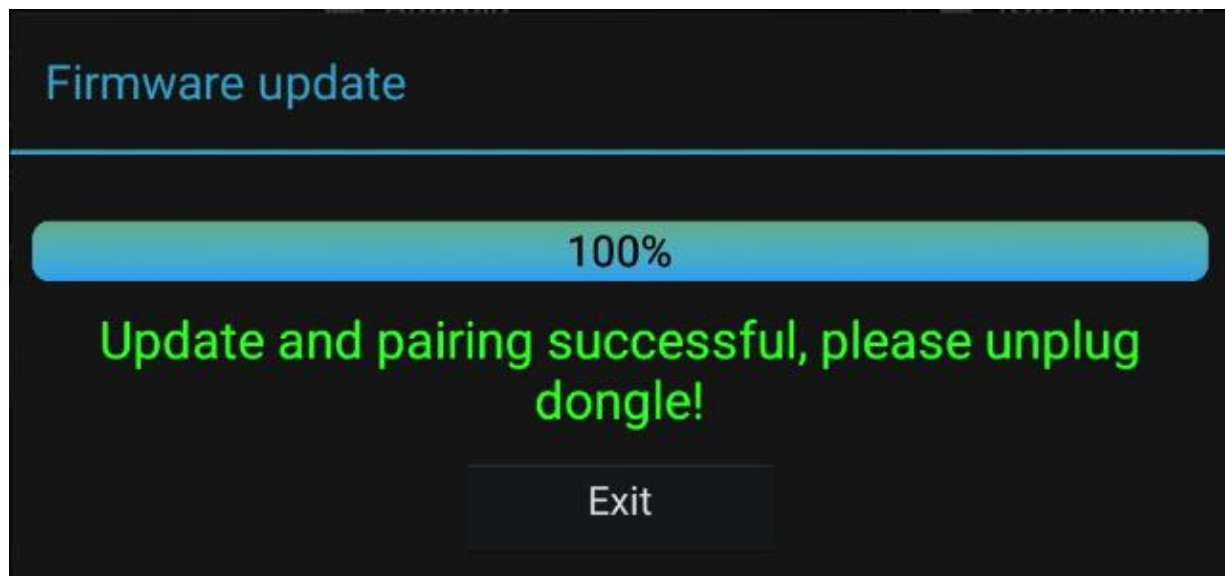 Firmware update
100%
Update and pairing successful, please unplug
dongle!
Exit